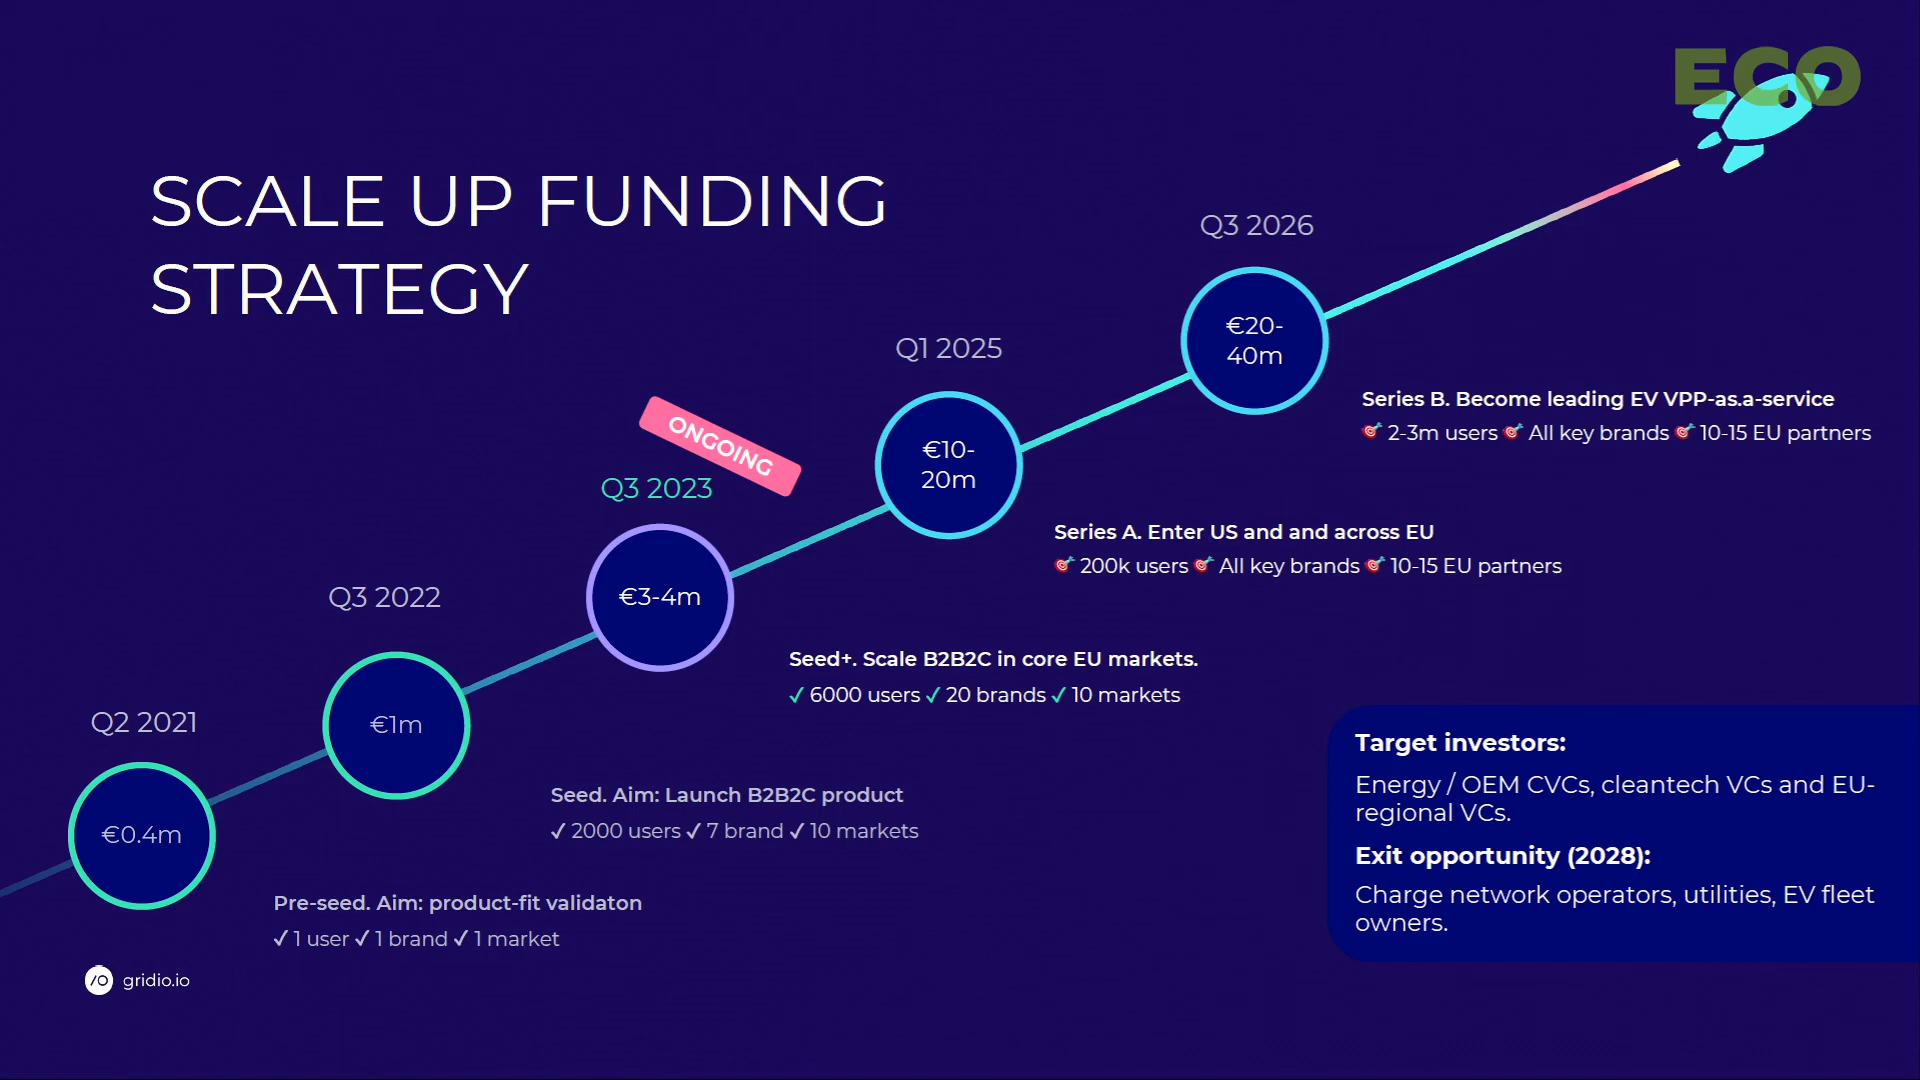 ECO
SCALE UP FUNDING
STRATEGY
Q3 2026
€20-
40m
Series B. Become leading EV VPP-as.a-service
🎯 2-3m users 🎯 All key brands 🎯 10-15 EU partners
Q1 2025
€10-
20m
Series A. Enter US and and across EU
🎯 200k users 🎯 All key brands 🎯 10-15 EU partners
ONGOING
Q3 2023
€3-4m
Seed+. Scale B2B2C in core EU markets.
✓ 6000 users ✓ 20 brands ✓ 10 markets
Q3 2022
€1m
Seed. Aim: Launch B2B2C product
✓ 2000 users ✓ 7 brand ✓ 10 markets
Q2 2021
€0.4m
Pre-seed. Aim: product-fit validaton
✓ 1 user ✓ 1 brand ✓ 1 market
Target investors:
Energy / OEM CVCs, cleantech VCs and EU-
regional VCs.
Exit opportunity (2028):
Charge network operators, utilities, EV fleet
owners.
/O gridio.io